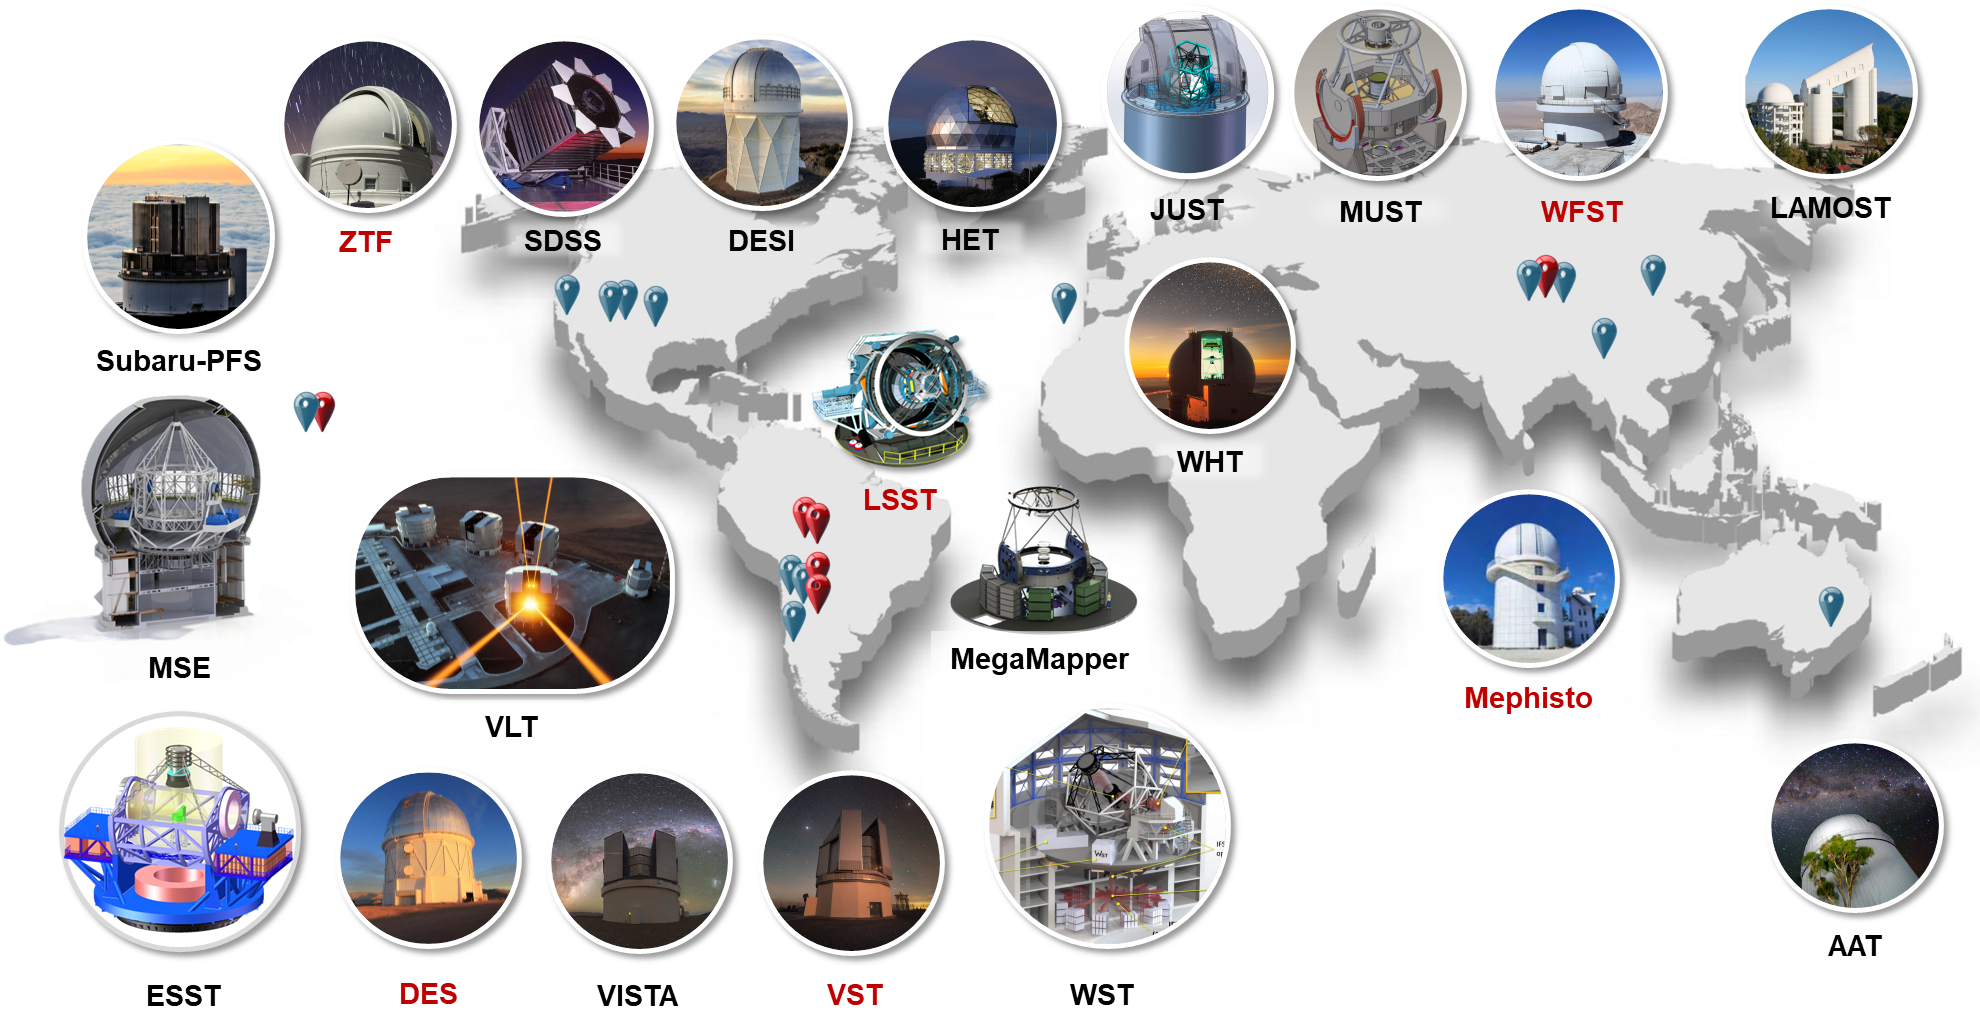 JUST
MUST
WFST
LAMOST
ZTF
SDSS
DESI
HET
Subaru-PFS
WHT
LSST
MSE
MegaMapper
Mephisto
VLT
WST
AAT
ESST
DES
VISTA
VST
WST